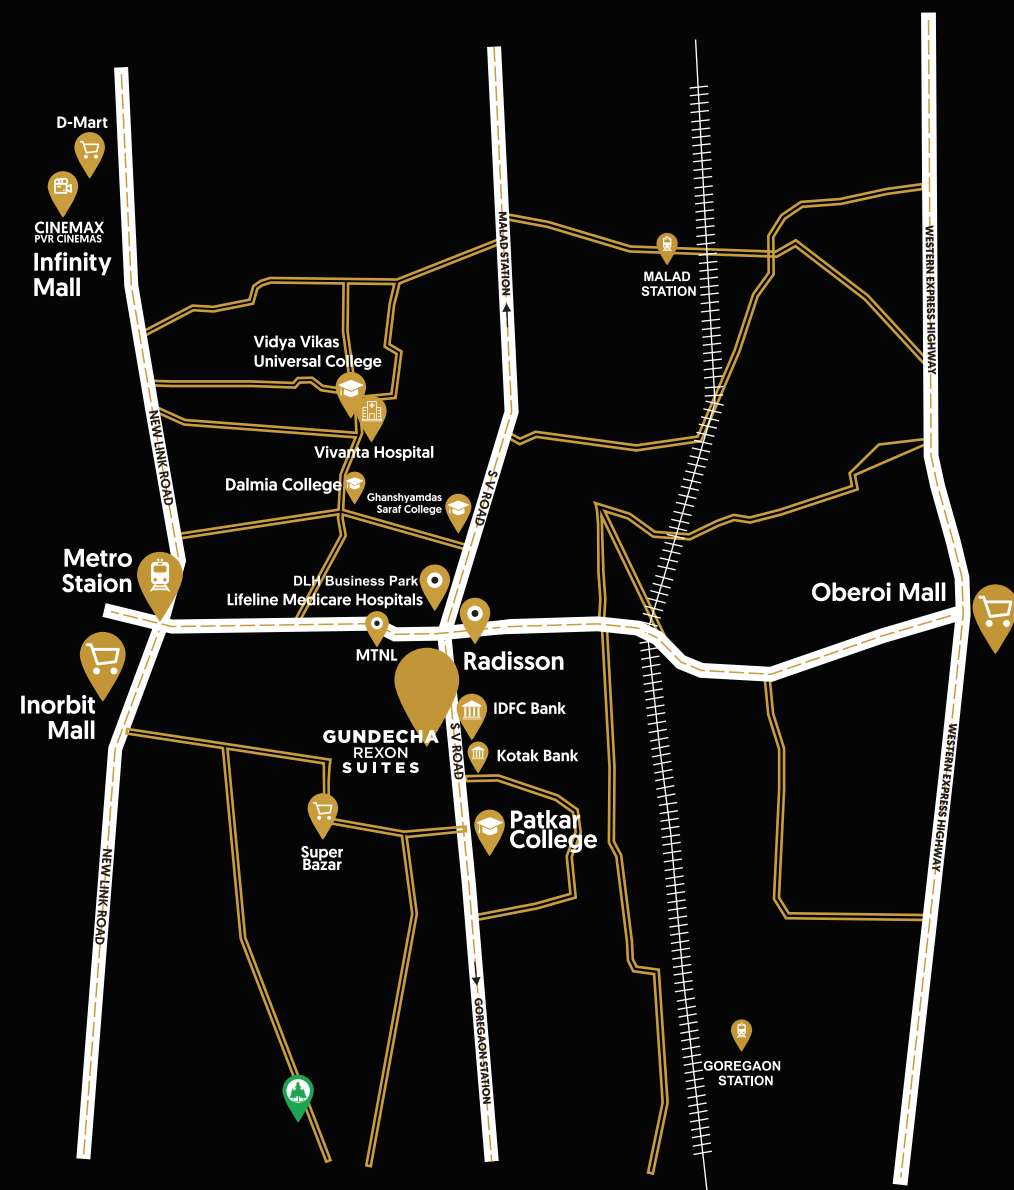 D-Mart
CINEMAX
PVR CINEMAS
Infinity
Mall
MALAD STATION
MALAD
STATION
WESTERN EXPRESS HIGHWAY
Vidya Vikas
Universal College
NEW LINK ROAD
Vivanta Hospital
Dalmia College
Ghanshyamdas
Saraf College
S V ROAD
Metro
Staion
DLH Business Park
Lifeline Medicare Hospitals
Oberoi Mall
MTNL
Radisson
Inorbit
Mall
IDFC Bank
GUNDECHA
REXON
SUITES
S V ROAD
Kotak Bank
WESTERN EXPRESS HIGHWAY
Patkar
College
Super
Bazar
NEW LINK ROAD
GOREGAON STATION
GOREGAON
STATION